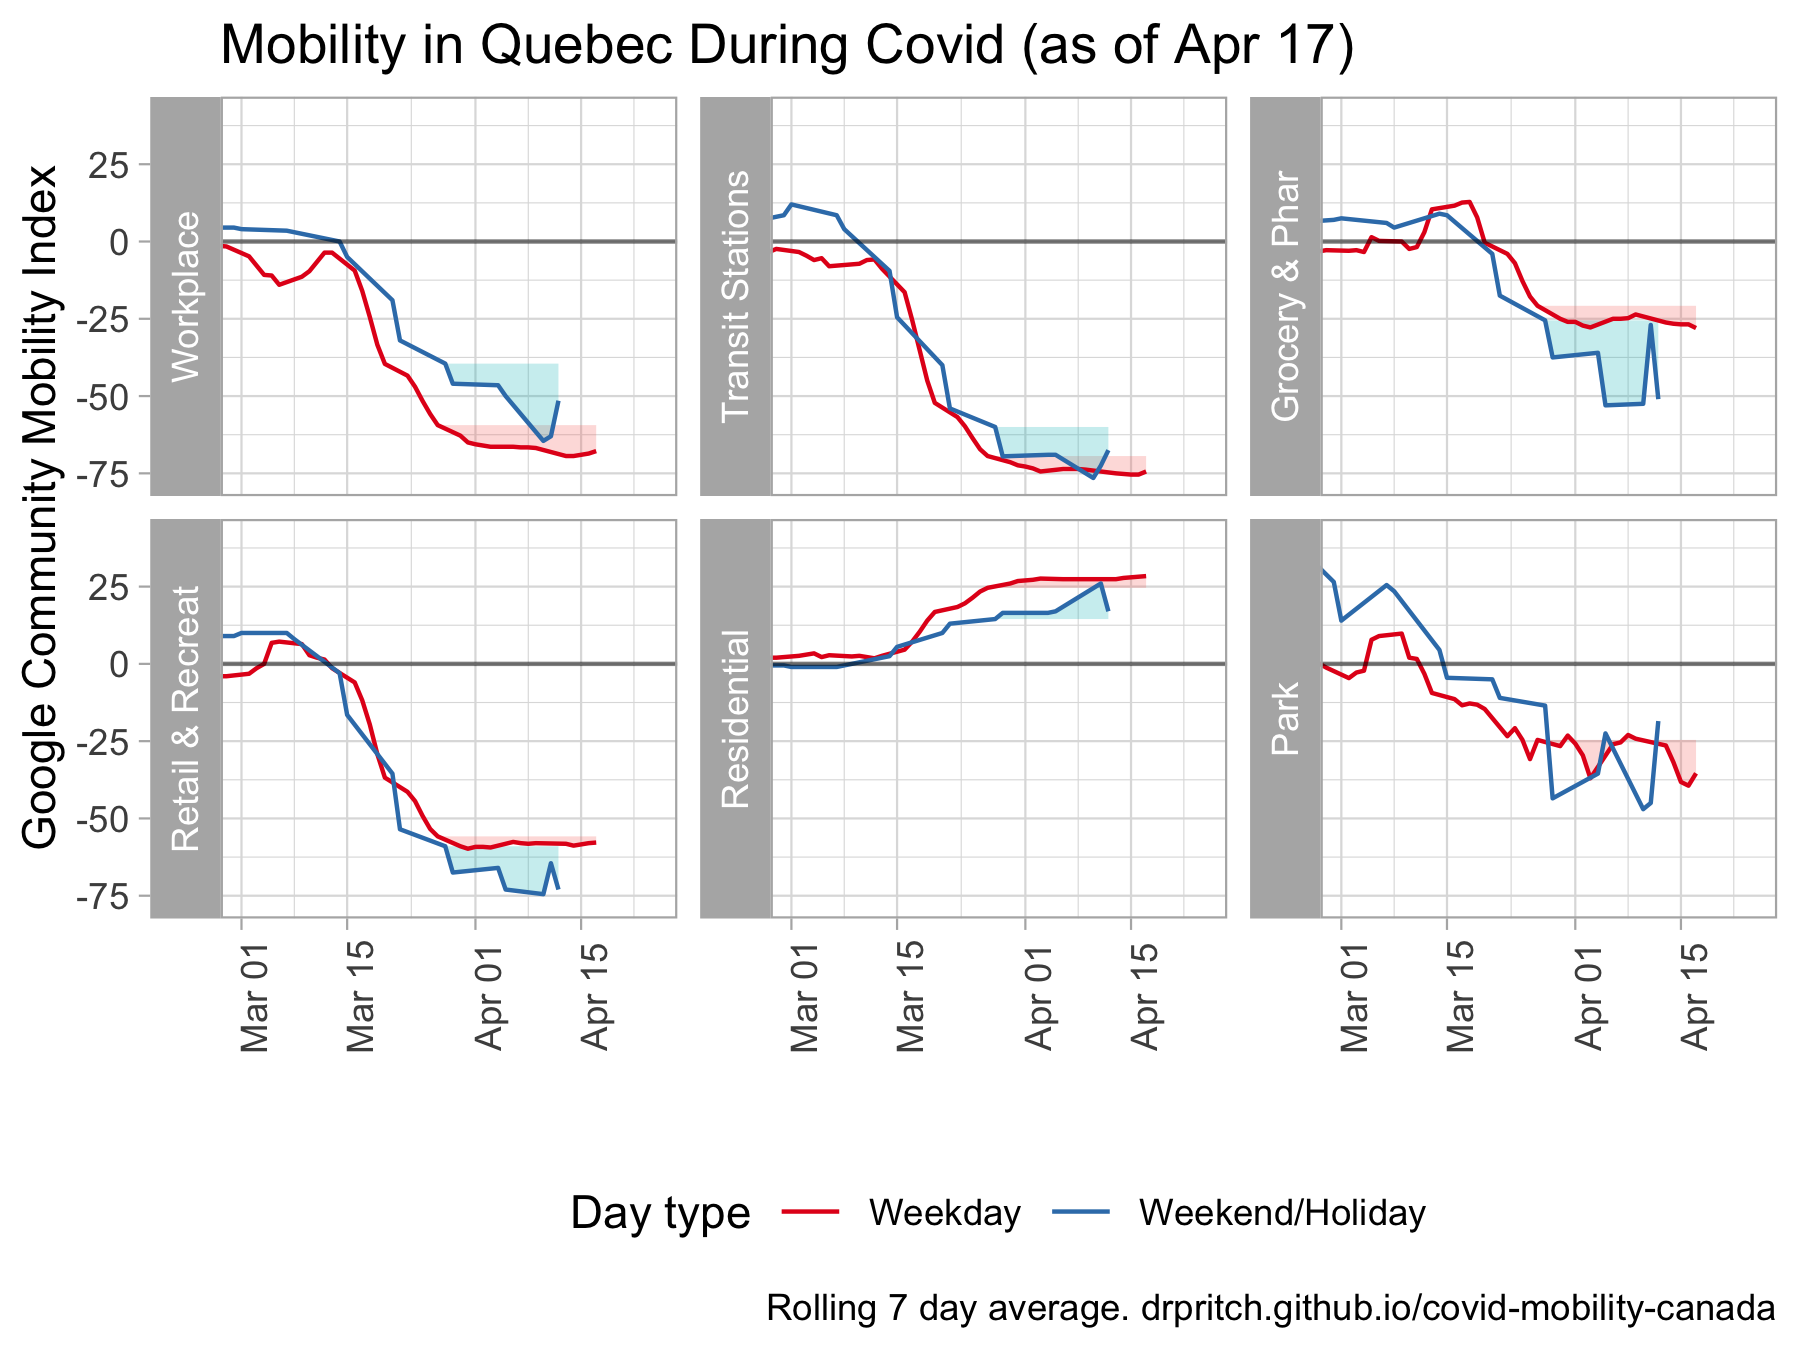 Mobility in Quebec During Covid (as of Apr 17)
Google Community Mobility Index
25
0
-25
-50
-75
Workplace
Transit Stations
Grocery & Phar
25
0
-25
-50
-75
Retail & Recreat
Residential
Park
Mar 01
Mar 15
Apr 01
Apr 15
Mar 01
Mar 15
Apr 01
Apr 15
Mar 01
Mar 15
Apr 01
Apr 15
Day type Weekday Weekend/Holiday
Rolling 7 day average. drpritch.github.io/covid-mobility-canada